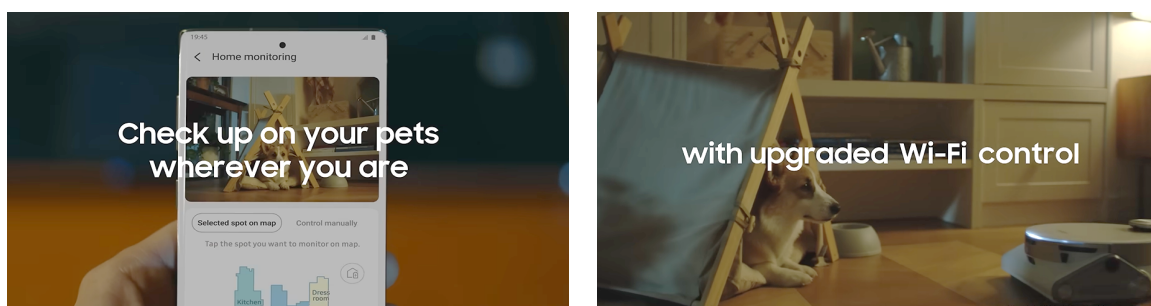 19:45
Home monitoring
Check up on your pets
wherever you are
Selected spot on map
Control manually
Tap the spot you want to monitor on map.
Kitchen
Dress
room
with upgraded Wi-Fi control